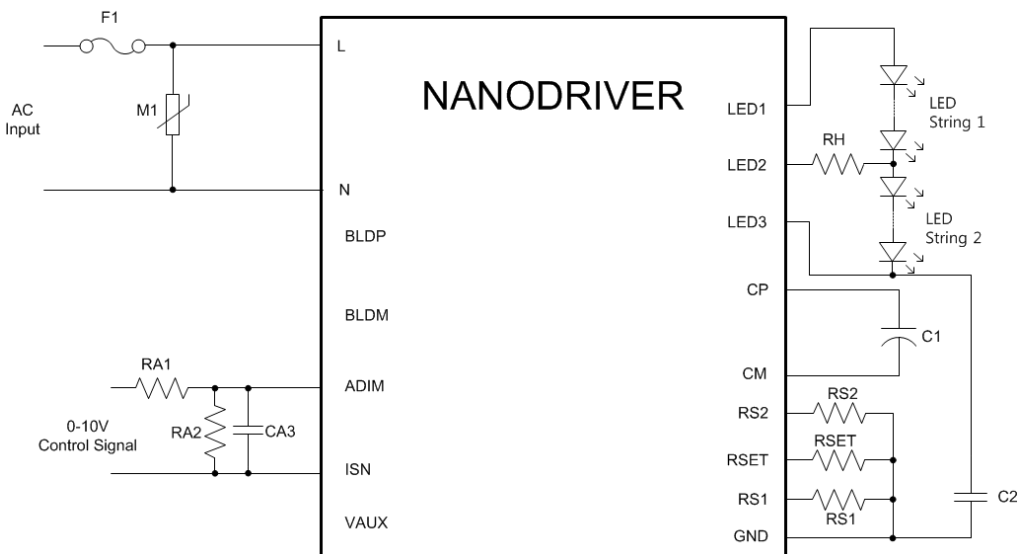 F1
L
NANODRIVER
AC
Input
M1
LED1
LED
String 1
RH
LED2
N
BLDP
LED3
LED
String 2
CP
BLDM
C1
RA1
CM
ADIM
RS2
RS2
0-10V
Control Signal
RA2
CA3
RSET
RSET
ISN
RS1
RS1
C2
VAUX
GND